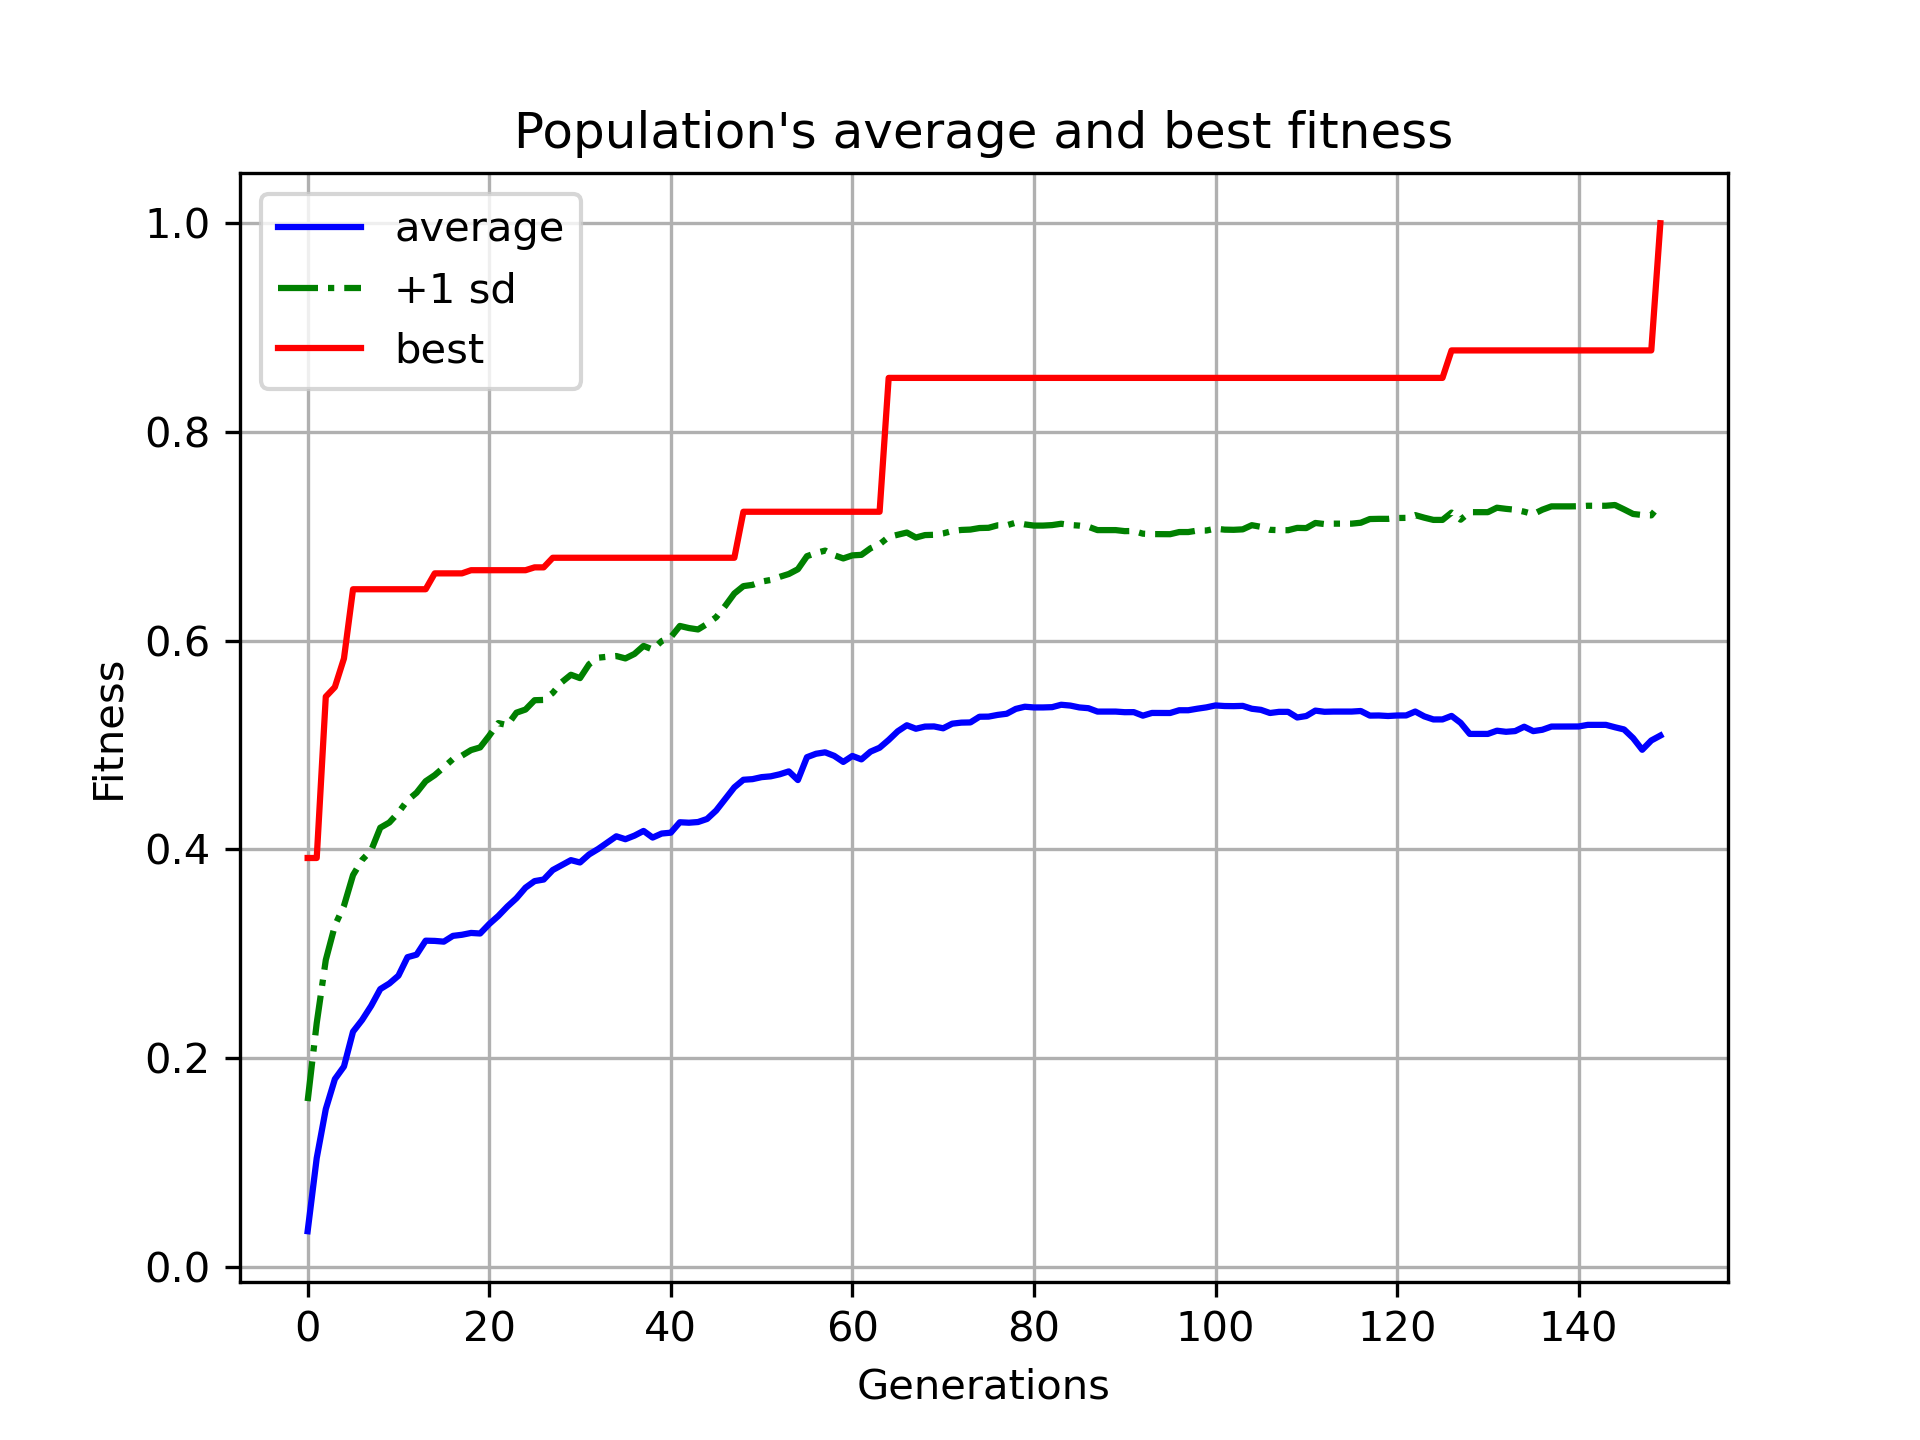 Population's average and best fitness
average
+1 sd
best
1.0
0.8
0.6
0.4
0.2
0.0
Fitness
0 20 40 60 80 100 120 140
Generations